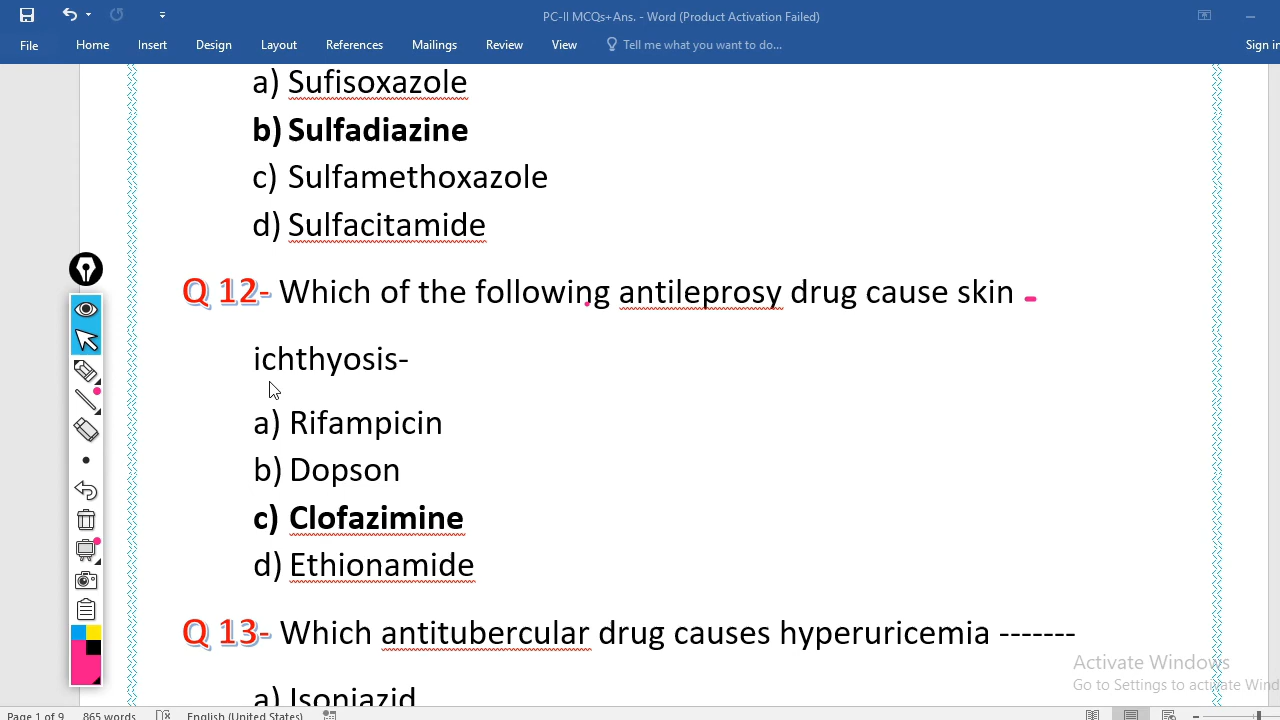 PC-II MCQs+Ans. - Word (Product Activation Failed)
File Home Insert Design Layout References Mailings Review View Tell me what you want to do... Sign in
a) Sufisoxazole
b) Sulfadiazine
c) Sulfamethoxazole
d) Sulfacitamide
Q 12- Which of the following antileprosy drug cause skin
ichthyosis-
a) Rifampicin
b) Dopson
c) Clofazimine
d) Ethionamide
Q 13- Which antitubercular drug causes hyperuricemia -------
a) Isoniazid
Activate Windows
Go to Settings to activate Wind
Page 1 of 9 865 words English (United States)